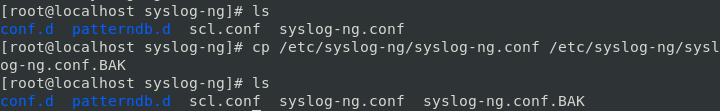 [root@localhost syslog-ng]# ls
conf.d  patterndb.d  scl.conf  syslog-ng.conf
[root@localhost syslog-ng]# cp /etc/syslog-ng/syslog-ng.conf /etc/syslog-ng/sysl
og-ng.conf.BAK
[root@localhost syslog-ng]# ls
conf.d  patterndb.d  scl.conf  syslog-ng.conf  syslog-ng.conf.BAK